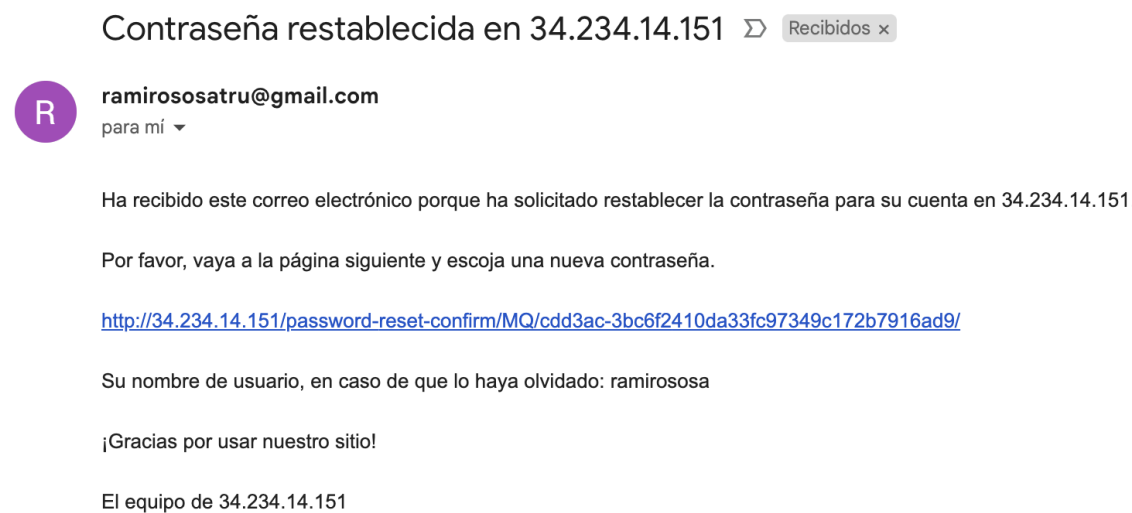 Contraseña restablecida en 34.234.14.151 Recibidos ×
R
ramirososatru@gmail.com
para mí
Ha recibido este correo electrónico porque ha solicitado restablecer la contraseña para su cuenta en 34.234.14.151
Por favor, vaya a la página siguiente y escoja una nueva contraseña.
http://34.234.14.151/password-reset-confirm/MQ/cdd3ac-3bc6f2410da33fc97349c172b7916ad9/
Su nombre de usuario, en caso de que lo haya olvidado: ramirososa
¡Gracias por usar nuestro sitio!
El equipo de 34.234.14.151